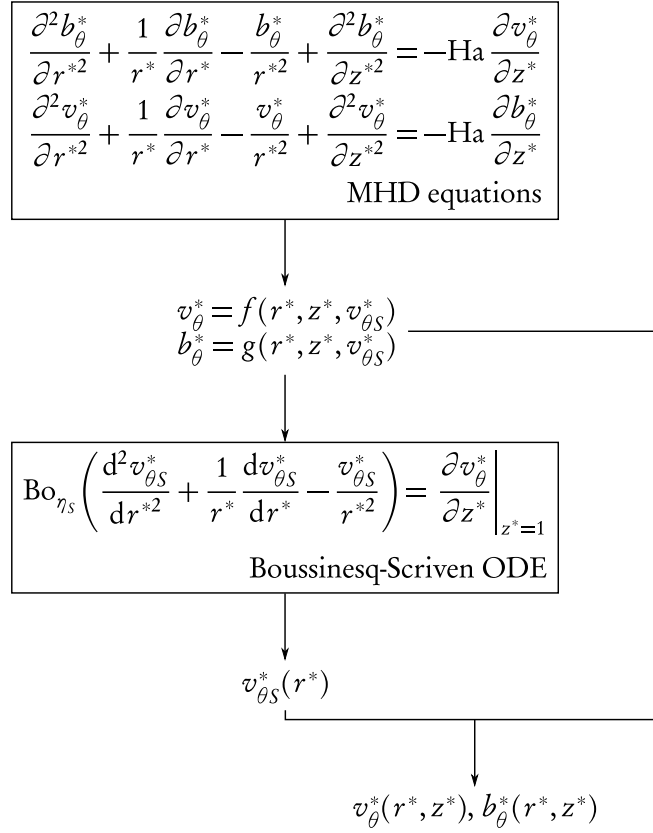 ∂²b*_θ/∂r*² + 1/r* ∂b*_θ/∂r* − b*_θ/r*² + ∂²b*_θ/∂z*² = −Ha ∂v*_θ/∂z*
∂²v*_θ/∂r*² + 1/r* ∂v*_θ/∂r* − v*_θ/r*² + ∂²v*_θ/∂z*² = −Ha ∂b*_θ/∂z*
MHD equations
v*_θ = f(r*, z*, v*_θS)
b*_θ = g(r*, z*, v*_θS)
Bo_ηS (d²v*_θS/dr*² + 1/r* dv*_θS/dr* − v*_θS/r*²) = ∂v*_θ/∂z* |_z*=1
Boussinesq-Scriven ODE
v*_θS(r*)
v*_θ(r*, z*), b*_θ(r*, z*)